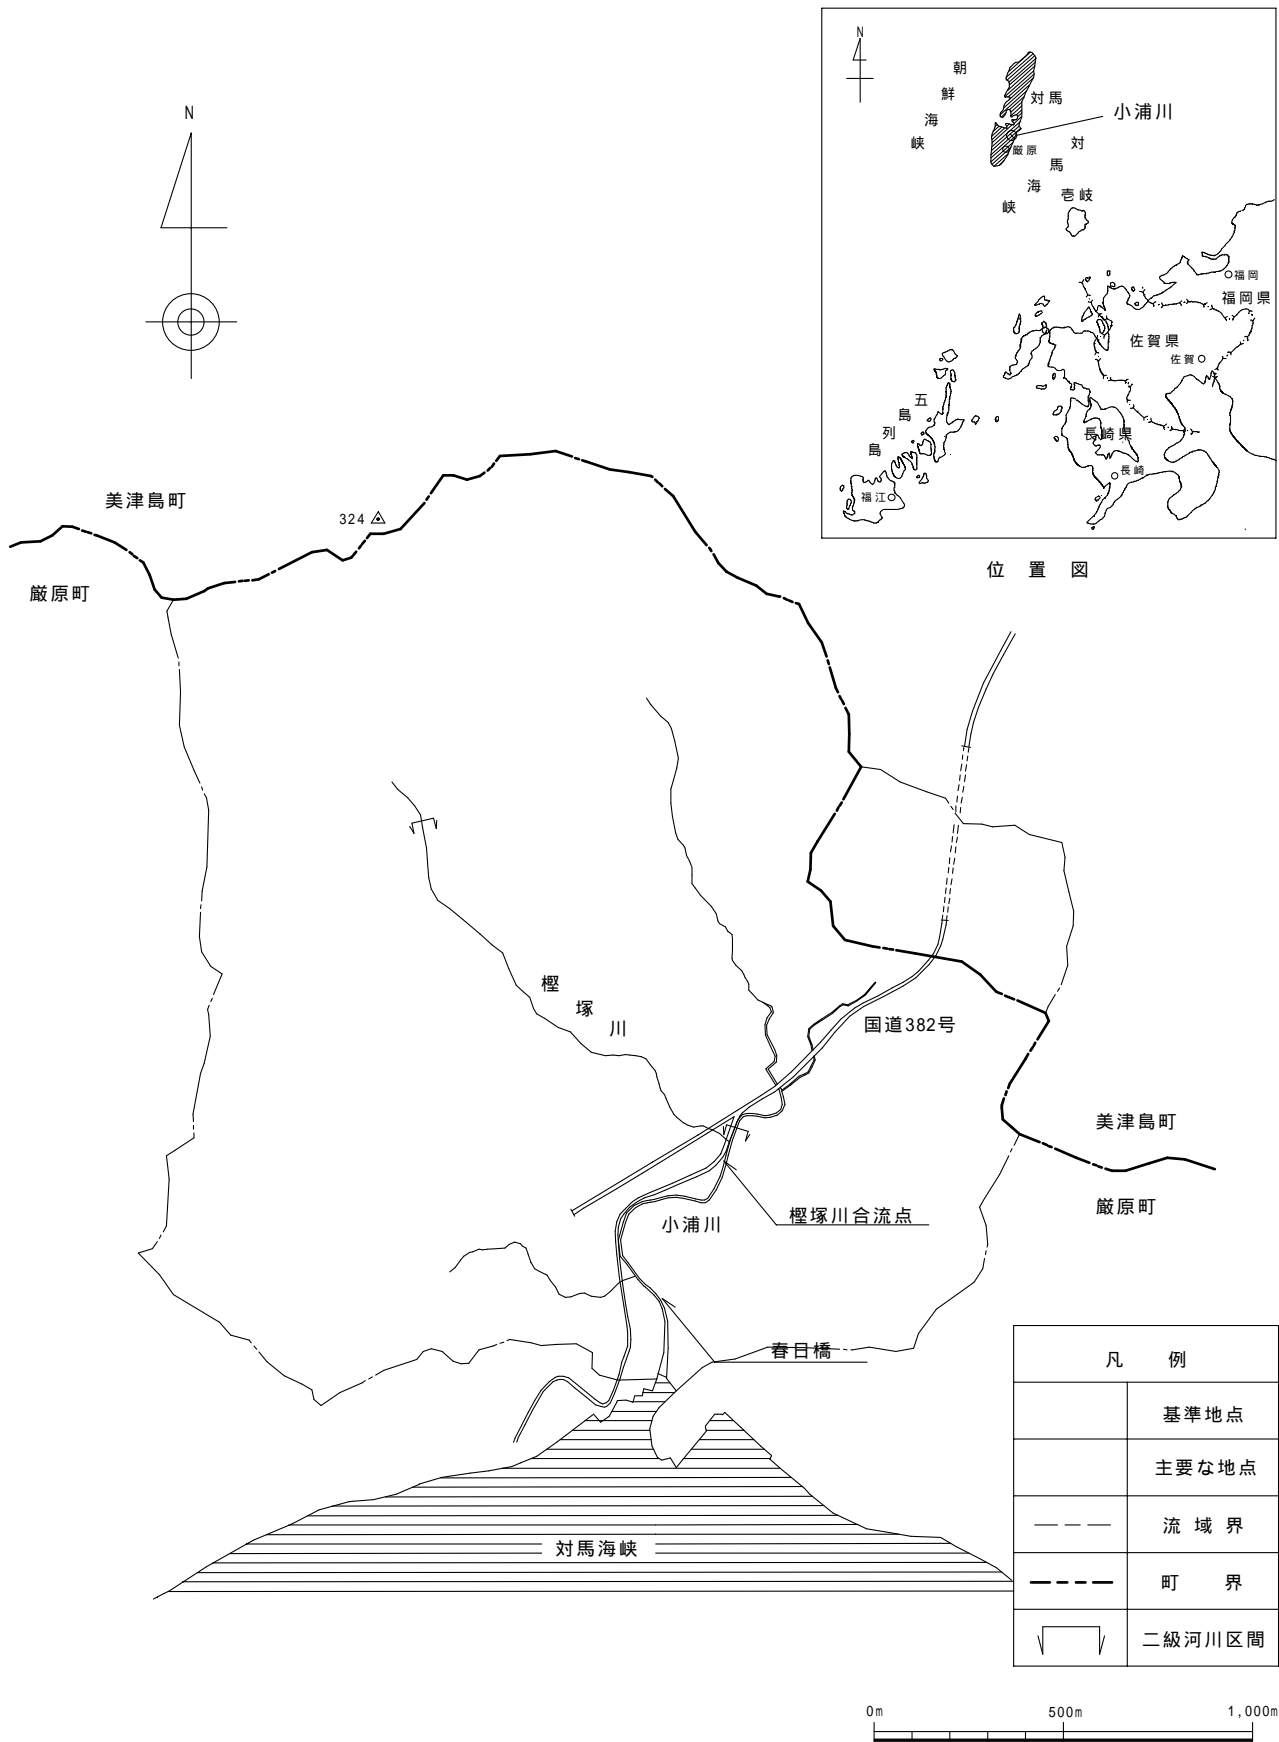 N
朝鮮海峡
対馬
小浦川
厳原
対馬海峡
壱岐
福岡
福岡県
佐賀県
佐賀
五島列島
長崎県
長崎
福江
位置図
N
美津島町
324
厳原町
樫塚川
国道382号
美津島町
厳原町
樫塚川合流点
小浦川
春日橋
対馬海峡
凡例
基準地点
主要な地点
流域界
町界
二級河川区間
0m 500m 1,000m